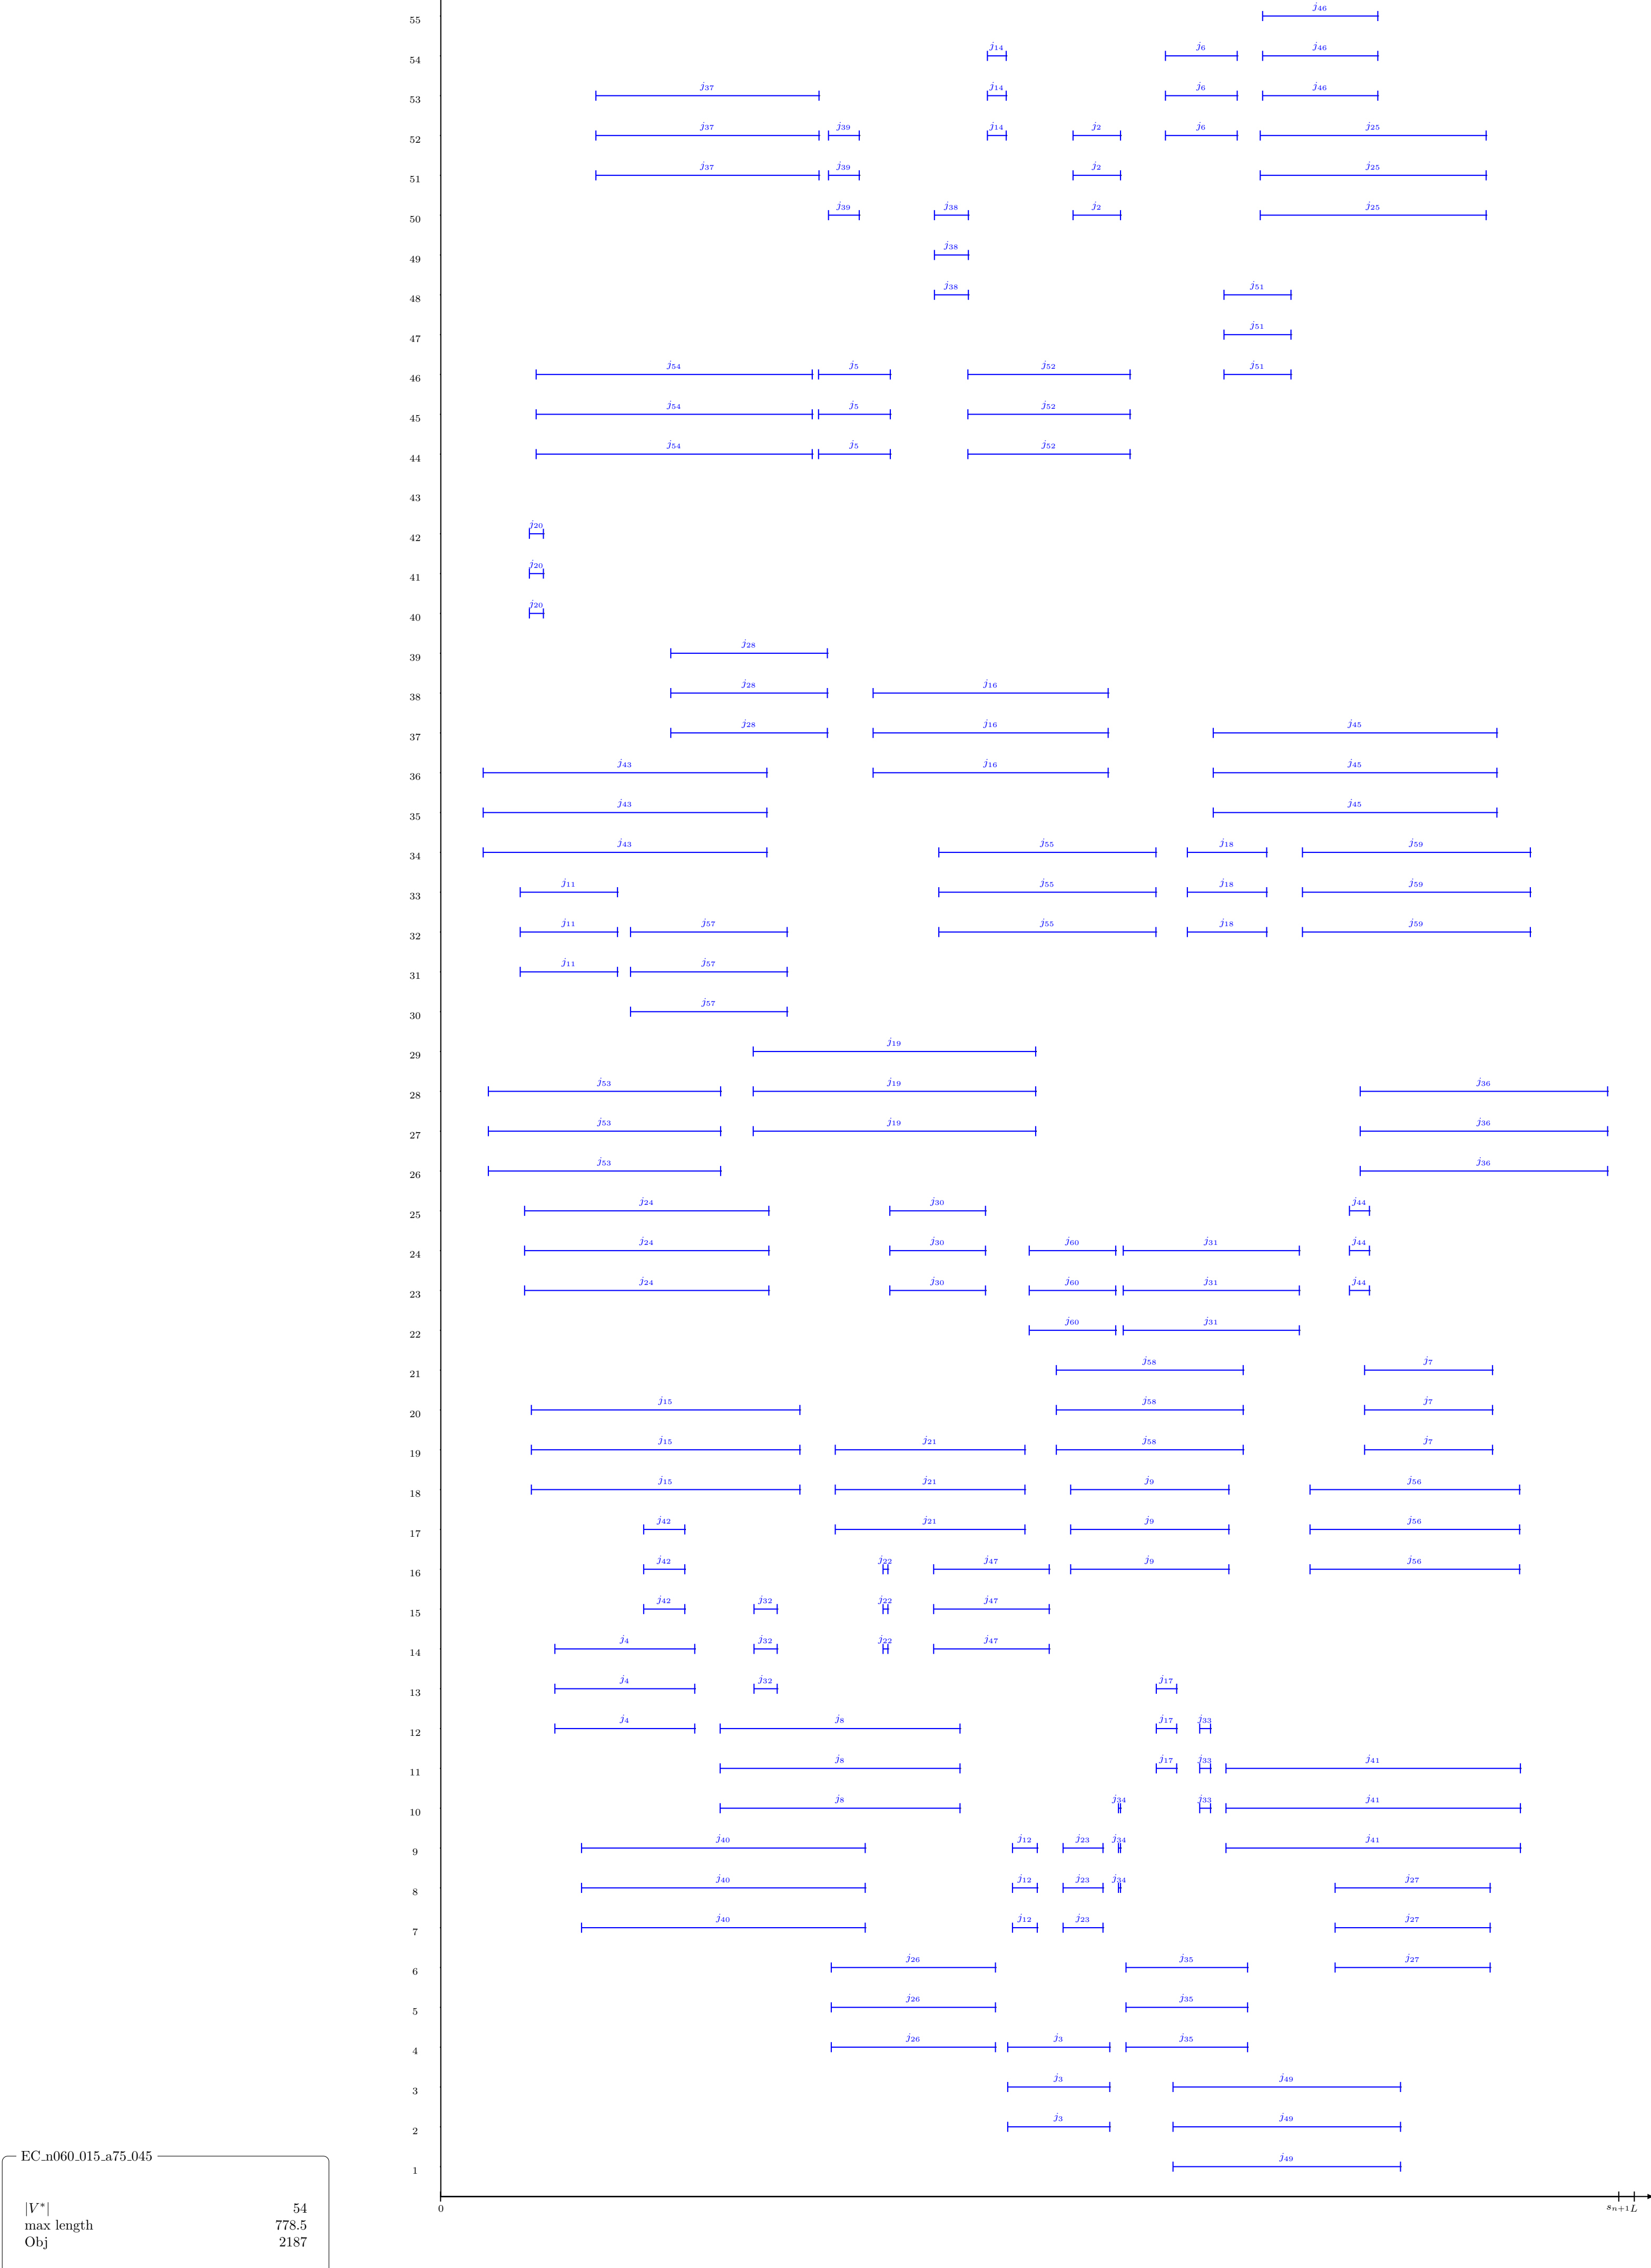 55 j46
54 j14 j6 j46
53 j37 j14 j6 j46
52 j37 j39 j14 j2 j6 j25
51 j37 j39 j2 j25
50 j39 j38 j2 j25
49 j38
48 j38 j51
47 j51
46 j54 j5 j52 j51
45 j54 j5 j52
44 j54 j5 j52
43
42 j20
41 j20
40 j20
39 j28
38 j28 j16
37 j28 j16 j45
36 j43 j16 j45
35 j43 j45
34 j43 j55 j18 j59
33 j11 j55 j18 j59
32 j11 j57 j55 j18 j59
31 j11 j57
30 j57
29 j19
28 j53 j19 j36
27 j53 j19 j36
26 j53 j36
25 j24 j30 j44
24 j24 j30 j60 j31 j44
23 j24 j30 j60 j31 j44
22 j60 j31
21 j58 j7
20 j15 j58 j7
19 j15 j21 j58 j7
18 j15 j21 j9 j56
17 j42 j21 j9 j56
16 j42 j22 j47 j9 j56
15 j42 j32 j22 j47
14 j4 j32 j22 j47
13 j4 j32 j17
12 j4 j8 j17 j33
11 j8 j17 j33 j41
10 j8 j34 j33 j41
9 j40 j12 j23 j34 j41
8 j40 j12 j23 j34 j27
7 j40 j12 j23 j27
6 j26 j35 j27
5 j26 j35
4 j26 j3 j35
3 j3 j49
2 j3 j49
1 j49
0 sn+1 L
EC_n060_015_a75_045
|V*| 54
max length 778.5
Obj 2187